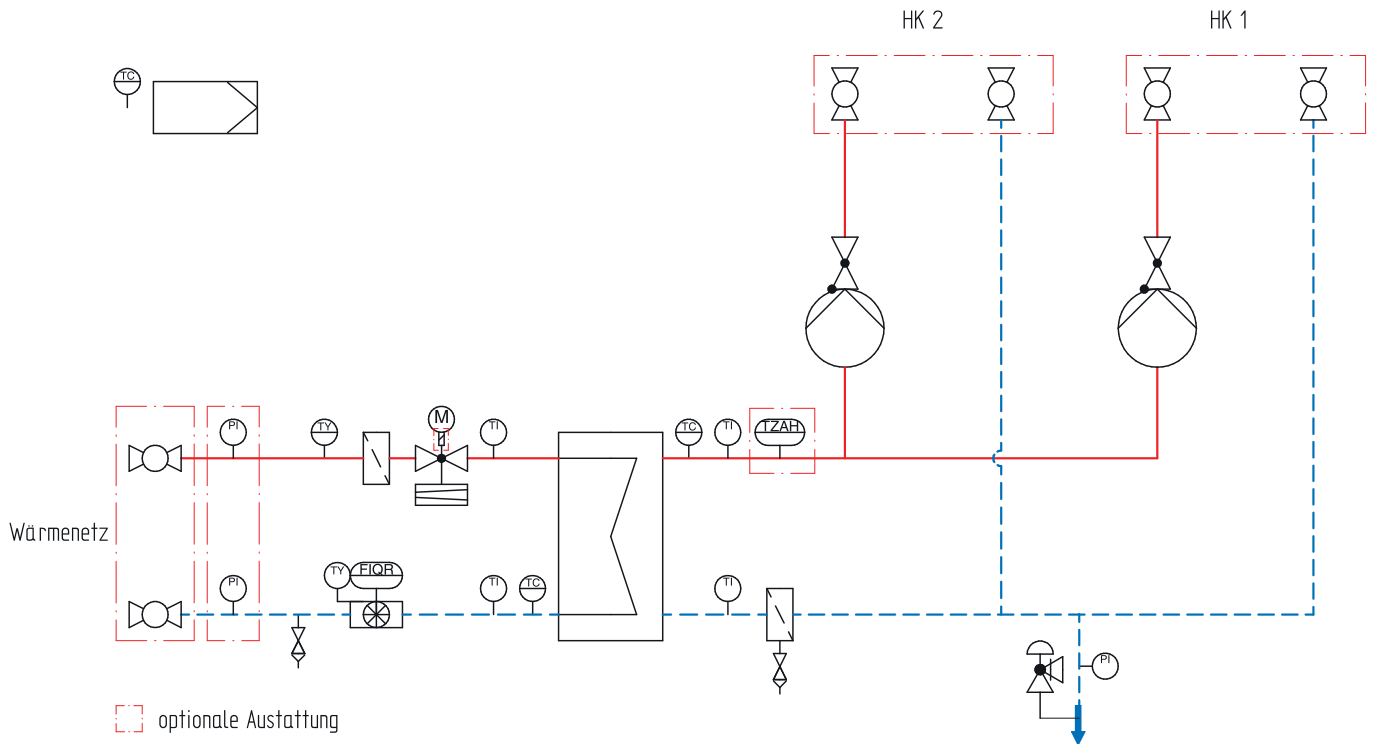 HK 2
HK 1
TC
PI
TY
M
TI
TC
TI
TZAH
Wärmenetz
PI
TY
FIQR
TI
TC
TI
PI
optionale Austattung